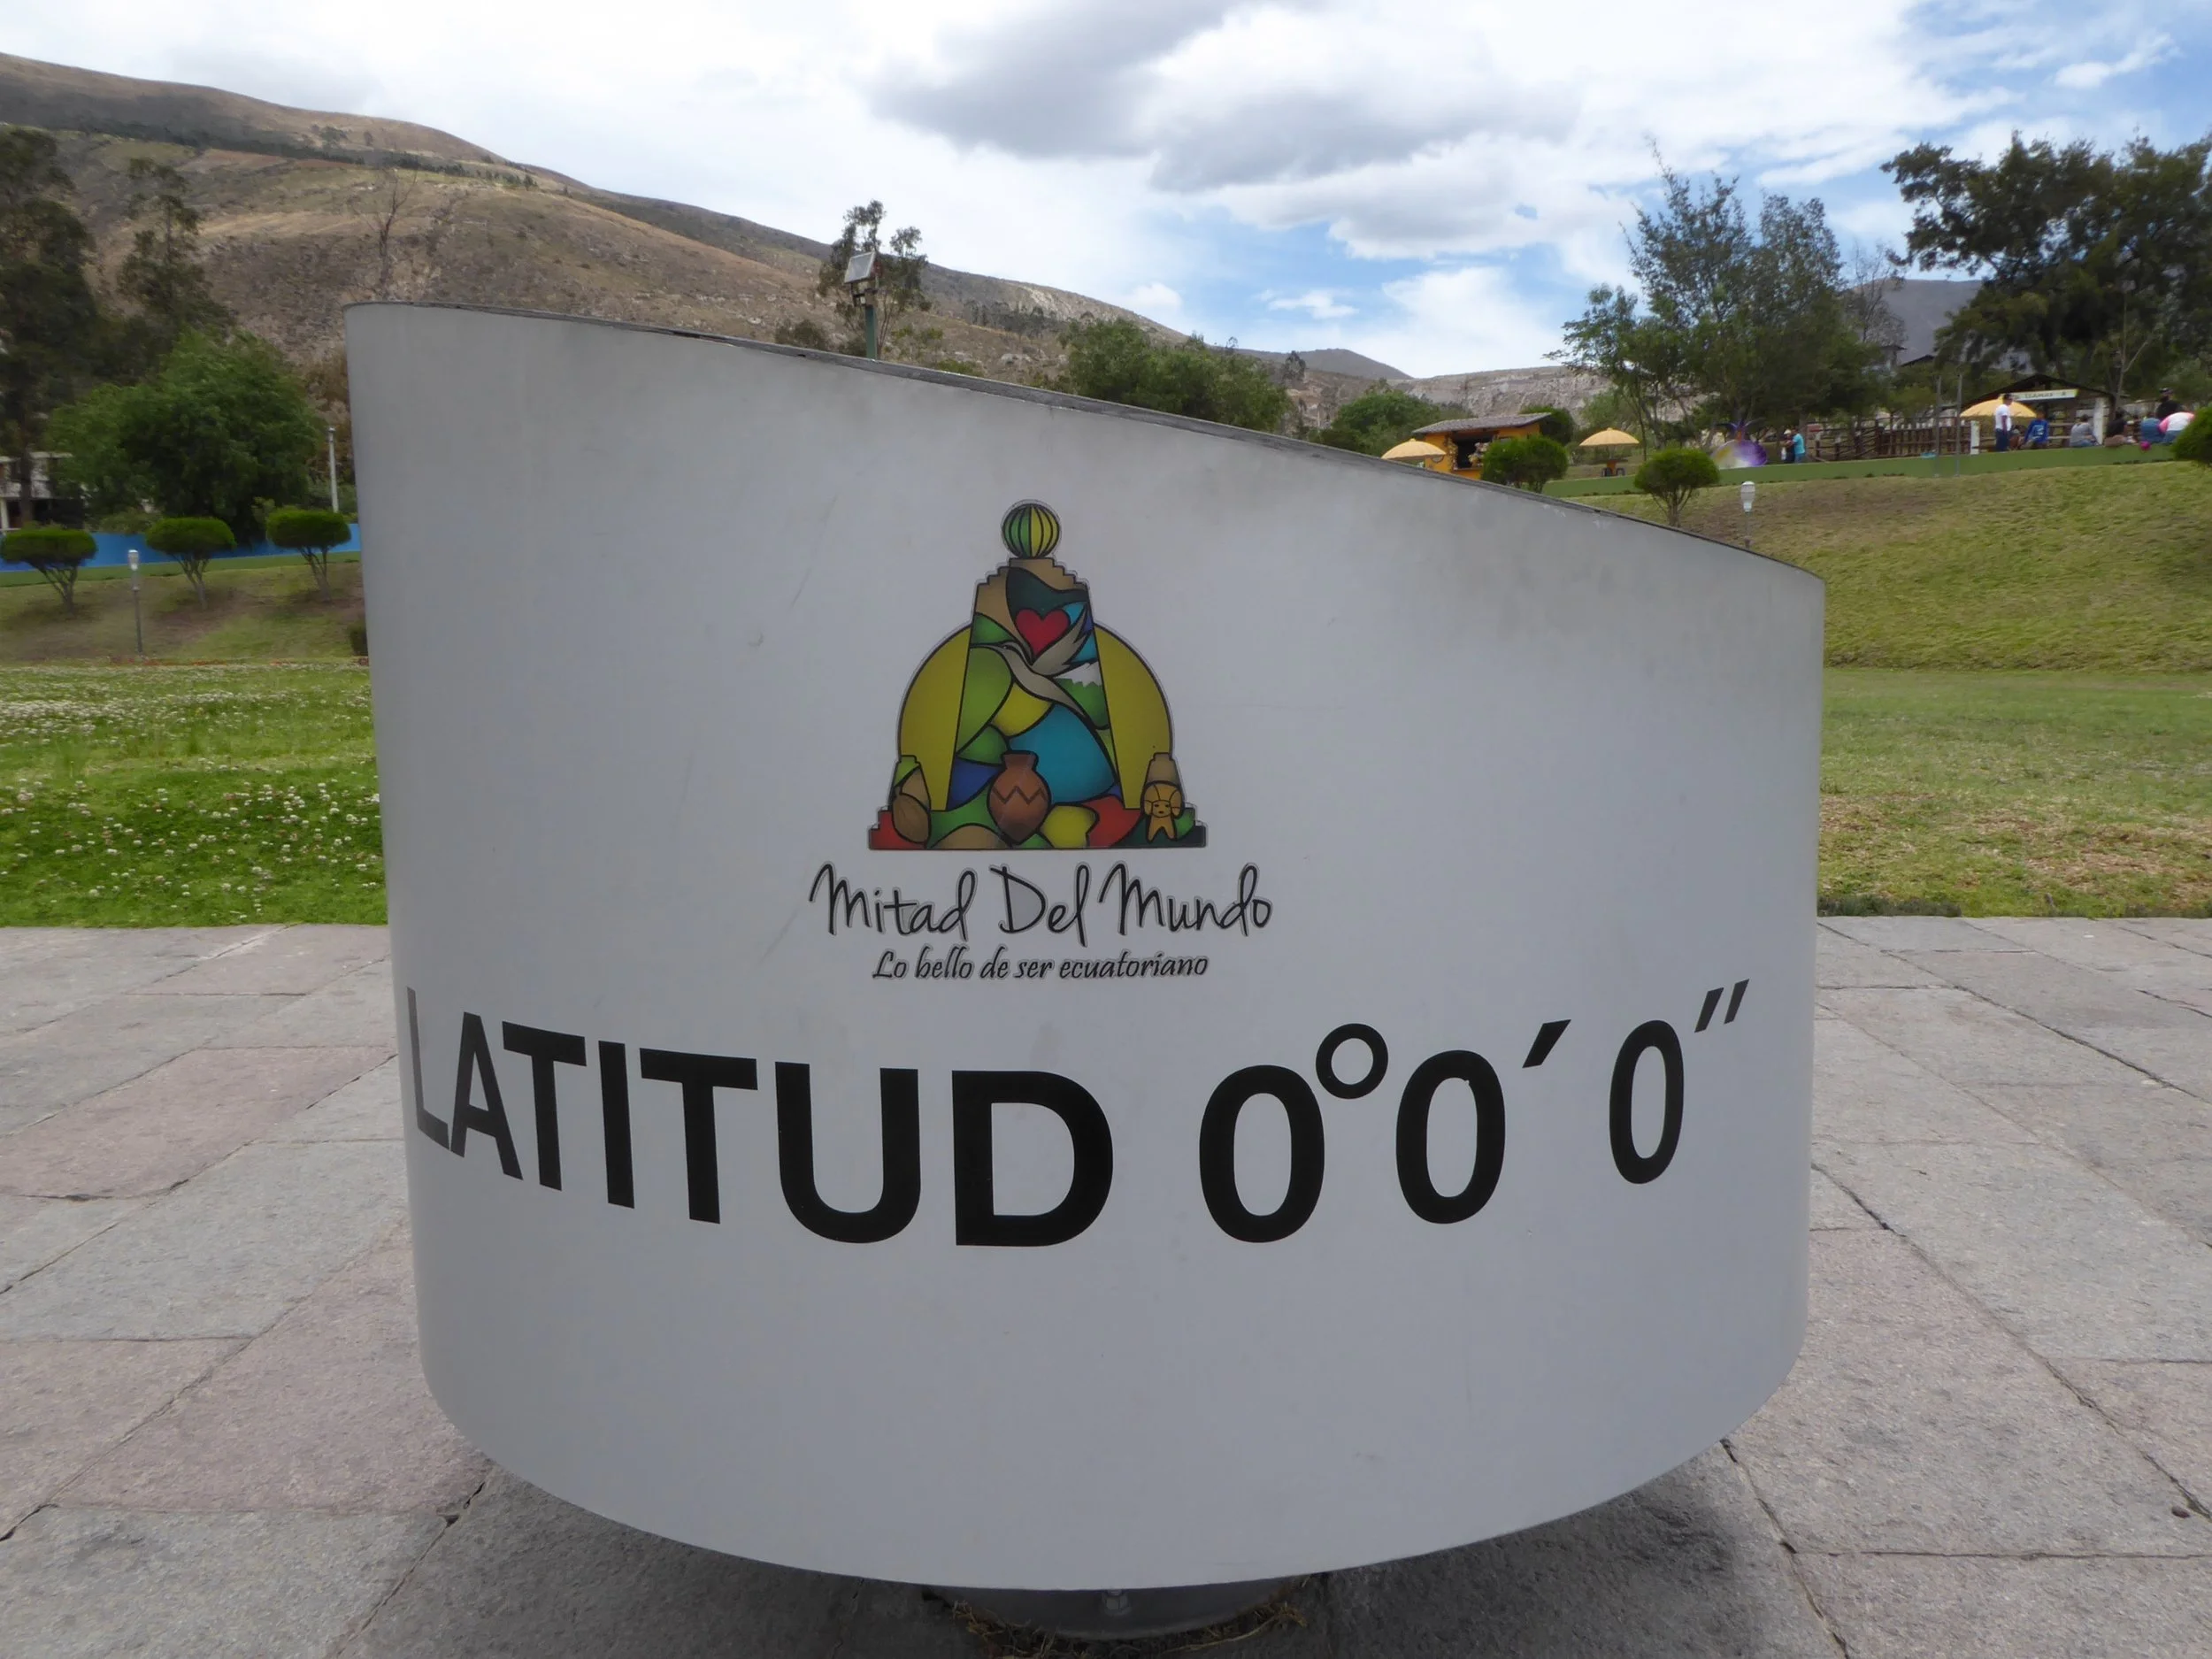 Mitad Del Mundo
Lo bello de ser ecuatoriano
LATITUD 0°0´0"